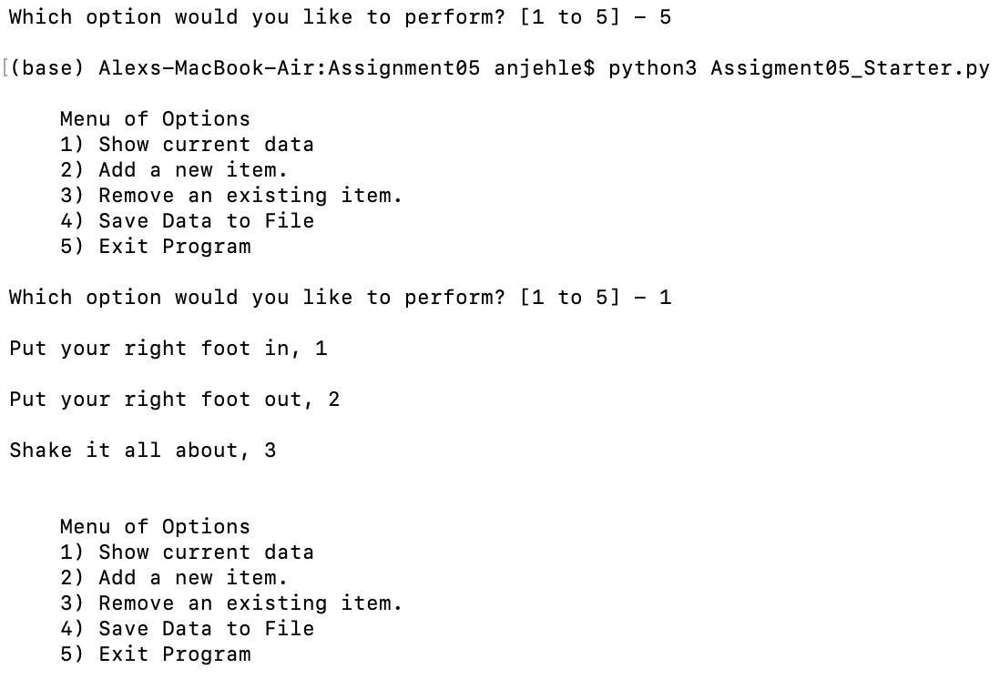 Which option would you like to perform? [1 to 5] – 5
[(base) Alexs–MacBook–Air:Assignment05 anjehle$ python3 Assigment05_Starter.py
Menu of Options
1) Show current data
2) Add a new item.
3) Remove an existing item.
4) Save Data to File
5) Exit Program
Which option would you like to perform? [1 to 5] – 1
Put your right foot in, 1
Put your right foot out, 2
Shake it all about, 3
Menu of Options
1) Show current data
2) Add a new item.
3) Remove an existing item.
4) Save Data to File
5) Exit Program